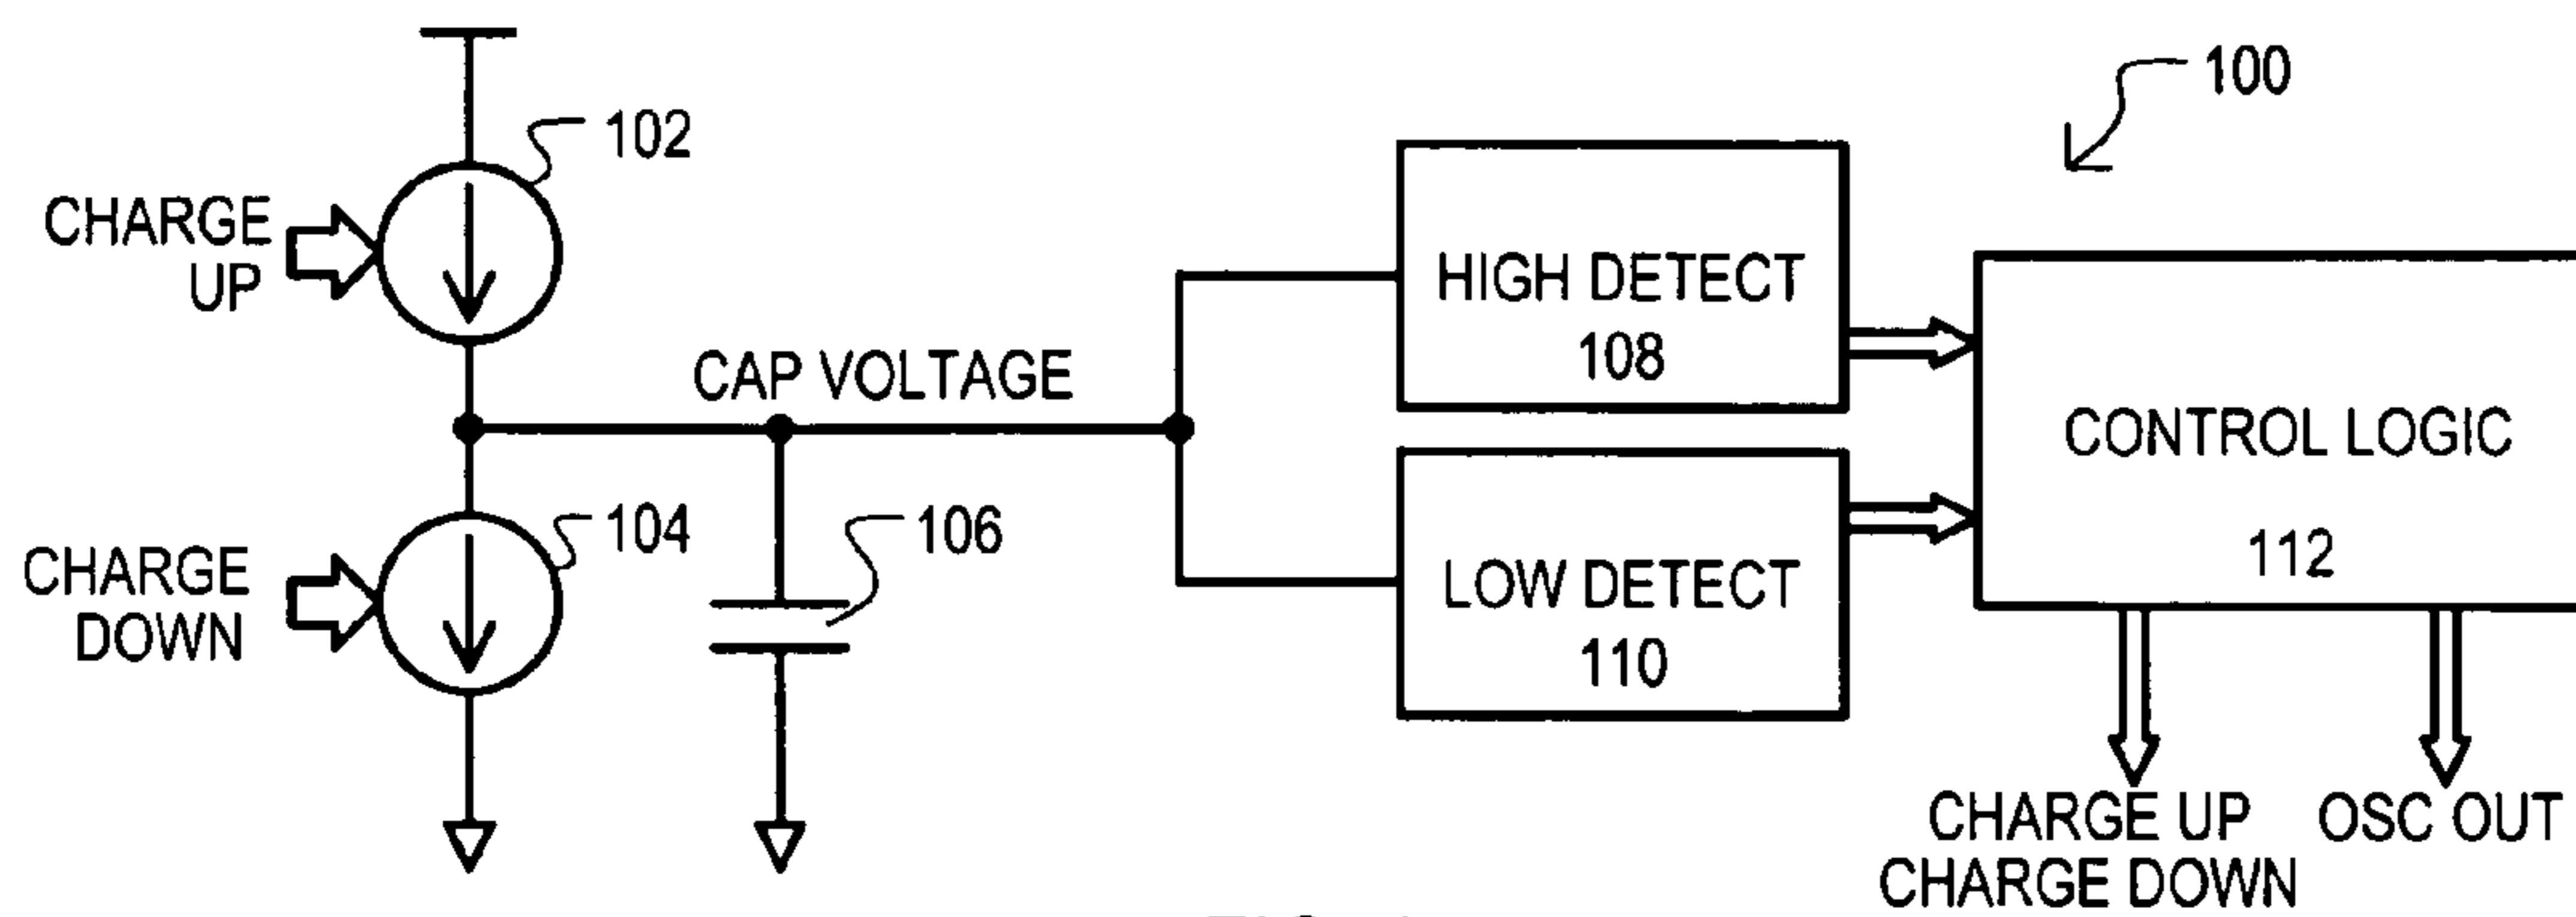 100
102
CHARGE
UP
HIGH DETECT
108
CAP VOLTAGE
CONTROL LOGIC
112
104
106
CHARGE
DOWN
LOW DETECT
110
CHARGE UP
CHARGE DOWN
OSC OUT